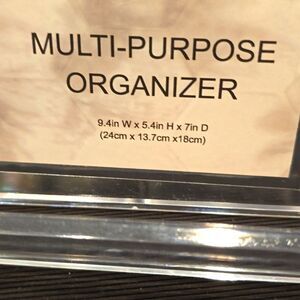 MULTI-PURPOSE
ORGANIZER
9.4in W x 5.4in H x 7in D
(24cm x 13.7cm x18cm)